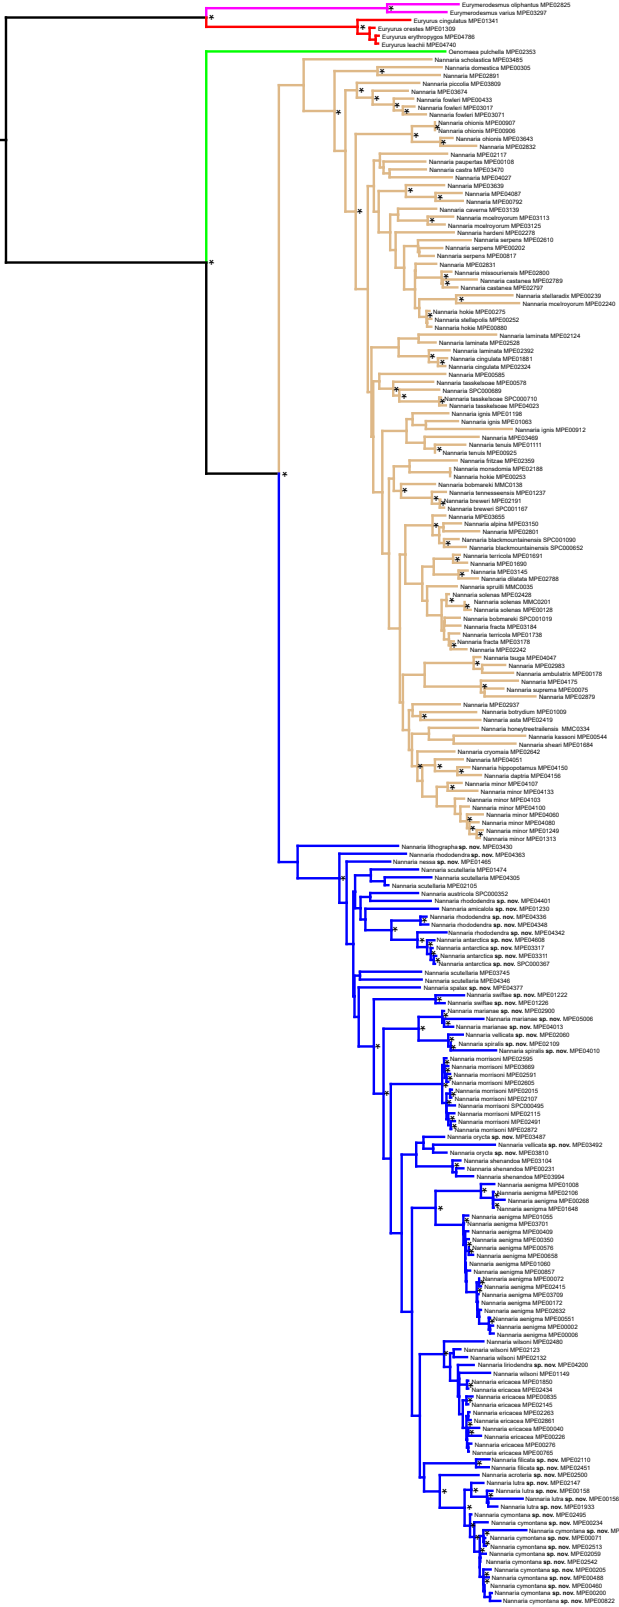 Eurymerodesmus oliphantus MPE02825
Eurymerodesmus varius MPE03297
Euryurus cingulatus MPE01341
Euryurus orestes MPE01309
Euryurus erythropygos MPE04786
Euryurus leachii MPE04740
Oenomaea pulchella MPE02353
Nannaria scholastica MPE03485
Nannaria domestica MPE00305
Nannaria MPE02891
Nannaria piccolia MPE03809
Nannaria MPE03674
Nannaria fowleri MPE00433
Nannaria fowleri MPE03017
Nannaria fowleri MPE03071
Nannaria ohionis MPE00907
Nannaria ohionis MPE00906
Nannaria ohionis MPE03643
Nannaria MPE02832
Nannaria MPE02117
Nannaria paupertas MPE00108
Nannaria castra MPE03470
Nannaria MPE04027
Nannaria MPE03639
Nannaria MPE04087
Nannaria MPE00792
Nannaria caverna MPE03139
Nannaria mcelroyorum MPE03113
Nannaria mcelroyorum MPE03125
Nannaria hardeni MPE02278
Nannaria serpens MPE02610
Nannaria serpens MPE00202
Nannaria serpens MPE00817
Nannaria MPE02831
Nannaria missouriensis MPE02800
Nannaria castanea MPE02789
Nannaria castanea MPE02797
Nannaria stellaradix MPE00239
Nannaria mcelroyorum MPE02240
Nannaria hokie MPE00275
Nannaria stellapolis MPE00252
Nannaria hokie MPE00880
Nannaria laminata MPE02124
Nannaria laminata MPE02528
Nannaria laminata MPE02392
Nannaria cingulata MPE01881
Nannaria cingulata MPE02324
Nannaria MPE00585
Nannaria tasskelsoae MPE00578
Nannaria SPC000689
Nannaria tasskelsoae SPC000710
Nannaria tasskelsoae MPE04023
Nannaria ignis MPE01198
Nannaria ignis MPE01063
Nannaria ignis MPE00912
Nannaria MPE03469
Nannaria tenuis MPE01111
Nannaria tenuis MPE00925
Nannaria fritzae MPE02359
Nannaria monsdomia MPE02188
Nannaria hokie MPE00253
Nannaria bobmareki MMC0138
Nannaria tennesseensis MPE01237
Nannaria breweri MPE02191
Nannaria breweri SPC001167
Nannaria MPE03655
Nannaria alpina MPE03150
Nannaria MPE02801
Nannaria blackmountainensis SPC001090
Nannaria blackmountainensis SPC000652
Nannaria terricola MPE01691
Nannaria MPE01690
Nannaria MPE03145
Nannaria dilatata MPE02788
Nannaria spruilli MMC0035
Nannaria solenas MPE02428
Nannaria solenas MMC0201
Nannaria solenas MPE00128
Nannaria bobmareki SPC001019
Nannaria fracta MPE03184
Nannaria terricola MPE01738
Nannaria fracta MPE03178
Nannaria MPE02242
Nannaria tsuga MPE04047
Nannaria MPE02983
Nannaria ambulatrix MPE00178
Nannaria MPE04175
Nannaria suprema MPE00075
Nannaria MPE02879
Nannaria MPE02937
Nannaria botrydium MPE01009
Nannaria asta MPE02419
Nannaria honeytreetrailensis MMC0334
Nannaria kassoni MPE00544
Nannaria sheari MPE01684
Nannaria cryomaia MPE02642
Nannaria MPE04051
Nannaria hippopotamus MPE04150
Nannaria daptria MPE04156
Nannaria minor MPE04107
Nannaria minor MPE04133
Nannaria minor MPE04103
Nannaria minor MPE04100
Nannaria minor MPE04060
Nannaria minor MPE04080
Nannaria minor MPE01249
Nannaria minor MPE01313
Nannaria lithographa sp. nov. MPE03430
Nannaria rhododendra sp. nov. MPE04363
Nannaria nessa sp. nov. MPE01465
Nannaria scutellaria MPE01474
Nannaria scutellaria MPE04305
Nannaria scutellaria MPE02105
Nannaria austricola SPC000352
Nannaria rhododendra sp. nov. MPE04401
Nannaria amicalola sp. nov. MPE01230
Nannaria rhododendra sp. nov. MPE04336
Nannaria rhododendra sp. nov. MPE04348
Nannaria rhododendra sp. nov. MPE04342
Nannaria antarctica sp. nov. MPE04608
Nannaria antarctica sp. nov. MPE03317
Nannaria antarctica sp. nov. MPE03311
Nannaria antarctica sp. nov. SPC000367
Nannaria scutellaria MPE03745
Nannaria scutellaria MPE04346
Nannaria spalax sp. nov. MPE04377
Nannaria swiftae sp. nov. MPE01222
Nannaria swiftae sp. nov. MPE01226
Nannaria marianae sp. nov. MPE02900
Nannaria marianae sp. nov. MPE05006
Nannaria marianae sp. nov. MPE04013
Nannaria vellicata sp. nov. MPE02060
Nannaria spiralis sp. nov. MPE02109
Nannaria spiralis sp. nov. MPE04010
Nannaria morrisoni MPE02595
Nannaria morrisoni MPE03669
Nannaria morrisoni MPE02591
Nannaria morrisoni MPE02605
Nannaria morrisoni MPE02015
Nannaria morrisoni MPE02107
Nannaria morrisoni SPC000495
Nannaria morrisoni MPE02115
Nannaria morrisoni MPE02491
Nannaria morrisoni MPE02872
Nannaria orycta sp. nov. MPE03487
Nannaria vellicata sp. nov. MPE03492
Nannaria orycta sp. nov. MPE03810
Nannaria shenandoa MPE03104
Nannaria shenandoa MPE00231
Nannaria shenandoa MPE03994
Nannaria aenigma MPE01008
Nannaria aenigma MPE02106
Nannaria aenigma MPE00268
Nannaria aenigma MPE01648
Nannaria aenigma MPE01055
Nannaria aenigma MPE03701
Nannaria aenigma MPE00409
Nannaria aenigma MPE00350
Nannaria aenigma MPE00576
Nannaria aenigma MPE00658
Nannaria aenigma MPE01060
Nannaria aenigma MPE00857
Nannaria aenigma MPE00072
Nannaria aenigma MPE02415
Nannaria aenigma MPE03709
Nannaria aenigma MPE00172
Nannaria aenigma MPE02632
Nannaria aenigma MPE00551
Nannaria aenigma MPE00002
Nannaria aenigma MPE00006
Nannaria wilsoni MPE02480
Nannaria wilsoni MPE02123
Nannaria wilsoni MPE02132
Nannaria liriodendra sp. nov. MPE04200
Nannaria wilsoni MPE01149
Nannaria ericacea MPE01850
Nannaria ericacea MPE02434
Nannaria ericacea MPE00835
Nannaria ericacea MPE02145
Nannaria ericacea MPE02263
Nannaria ericacea MPE02861
Nannaria ericacea MPE00040
Nannaria ericacea MPE00226
Nannaria ericacea MPE00276
Nannaria ericacea MPE00765
Nannaria filicata sp. nov. MPE02110
Nannaria filicata sp. nov. MPE02451
Nannaria acroteria sp. nov. MPE02500
Nannaria lutra sp. nov. MPE02147
Nannaria lutra sp. nov. MPE00158
Nannaria lutra sp. nov. MPE00156
Nannaria lutra sp. nov. MPE01933
Nannaria cymontana sp. nov. MPE02495
Nannaria cymontana sp. nov. MPE00234
Nannaria cymontana sp. nov. MP
Nannaria cymontana sp. nov. MPE00071
Nannaria cymontana sp. nov. MPE02513
Nannaria cymontana sp. nov. MPE02059
Nannaria cymontana sp. nov. MPE02542
Nannaria cymontana sp. nov. MPE00205
Nannaria cymontana sp. nov. MPE00488
Nannaria cymontana sp. nov. MPE00460
Nannaria cymontana sp. nov. MPE00200
Nannaria cymontana sp. nov. MPE00822